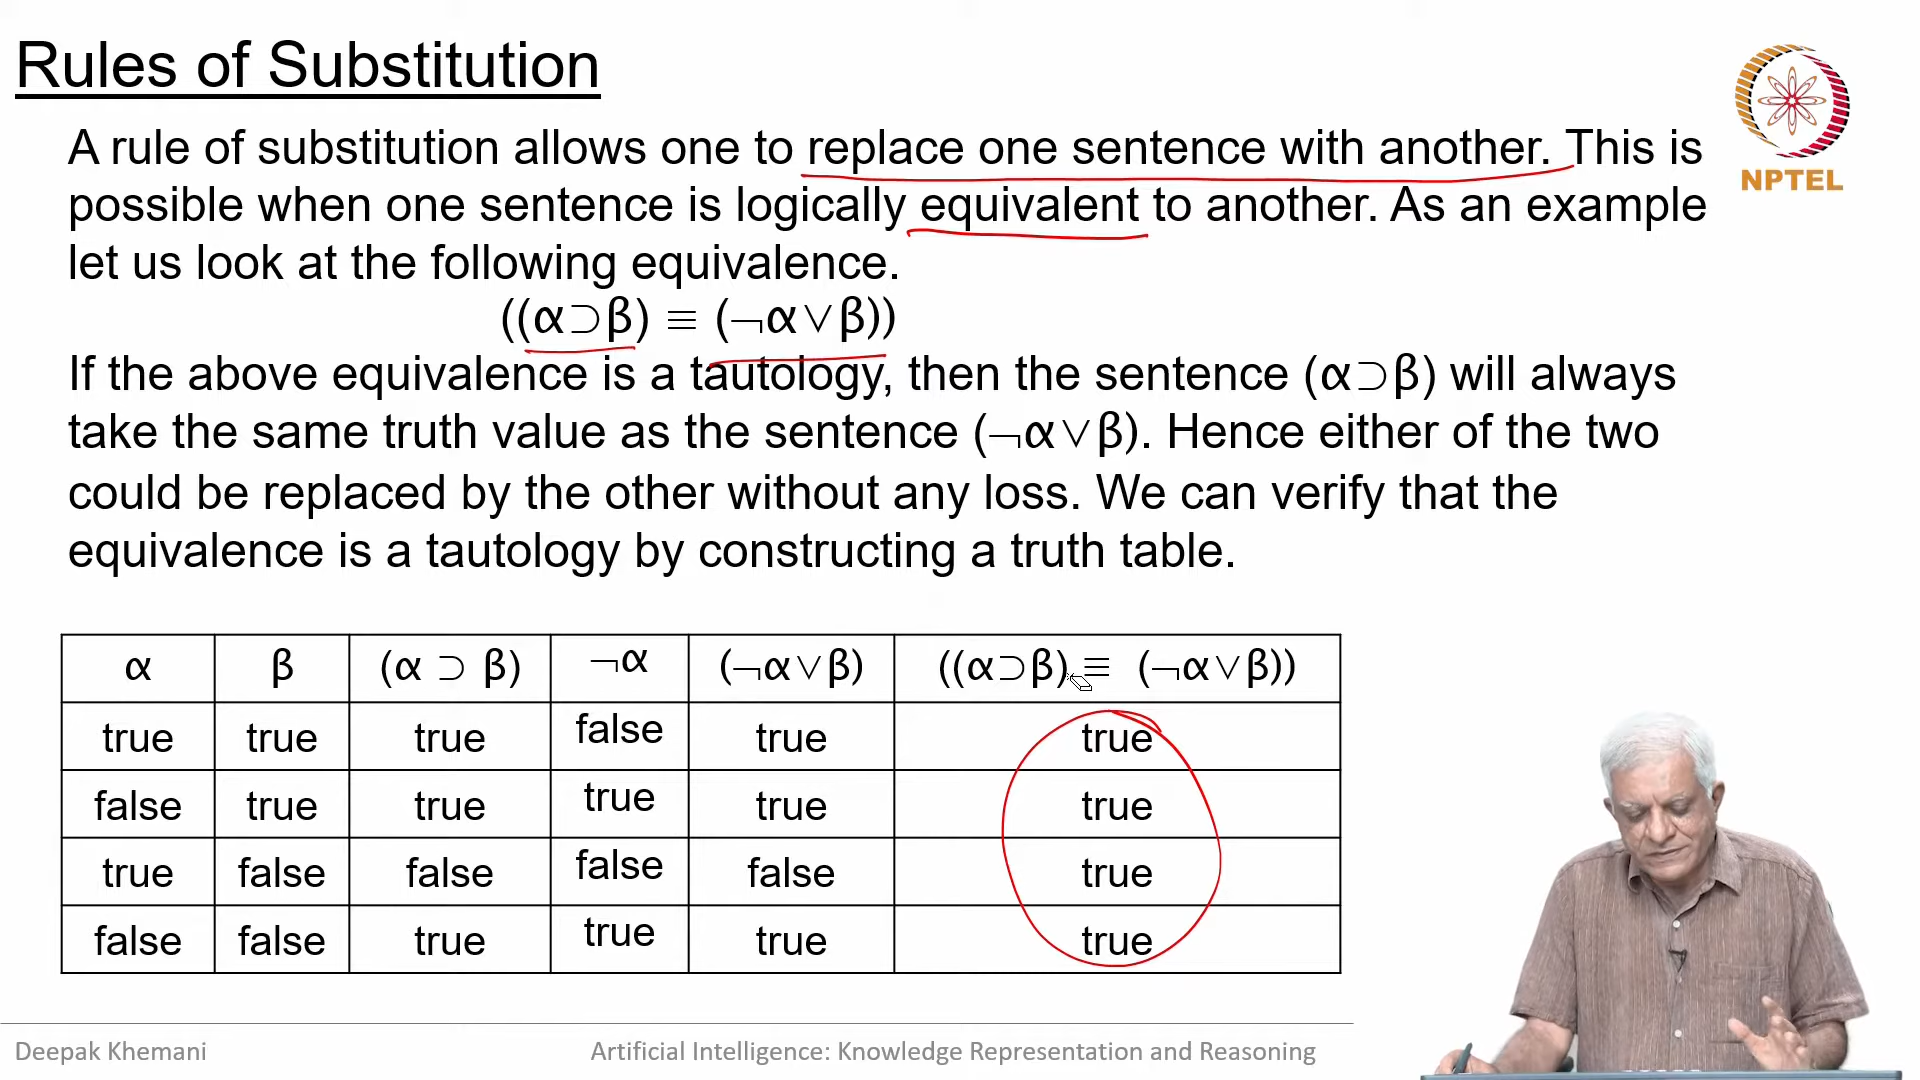 Rules of Substitution
NPTEL
A rule of substitution allows one to replace one sentence with another. This is
possible when one sentence is logically equivalent to another. As an example
let us look at the following equivalence.
((α⊃β) ≡ (¬α∨β))
If the above equivalence is a tautology, then the sentence (α⊃β) will always
take the same truth value as the sentence (¬α∨β). Hence either of the two
could be replaced by the other without any loss. We can verify that the
equivalence is a tautology by constructing a truth table.
α β (α ⊃ β) ¬α (¬α∨β) ((α⊃β) ≡ (¬α∨β))
true true true false true true
false true true true true true
true false false false false true
false false true true true true
Deepak Khemani Artificial Intelligence: Knowledge Representation and Reasoning